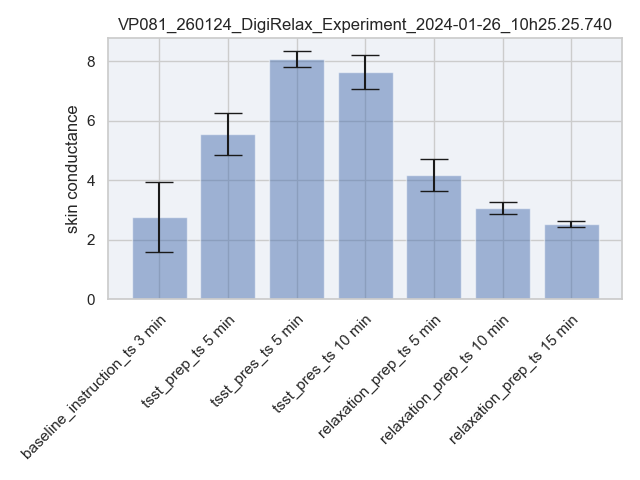 VP081_260124_DigiRelax_Experiment_2024-01-26_10h25.25.740
skin conductance
8
6
4
2
0
baseline_instruction_ts 3 min
tsst_prep_ts 5 min
tsst_pres_ts 5 min
tsst_pres_ts 10 min
relaxation_prep_ts 5 min
relaxation_prep_ts 10 min
relaxation_prep_ts 15 min